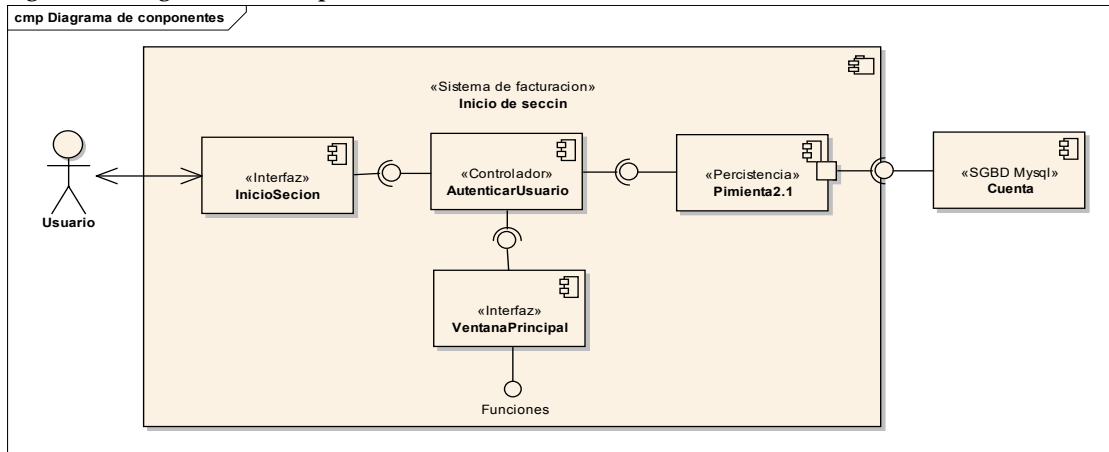 cmp Diagrama de conponentes
«Sistema de facturacion»
Inicio de seccin
Usuario
«Interfaz»
InicioSecion
«Controlador»
AutenticarUsuario
«Percistencia»
Pimienta2.1
«SGBD Mysql»
Cuenta
«Interfaz»
VentanaPrincipal
Funciones